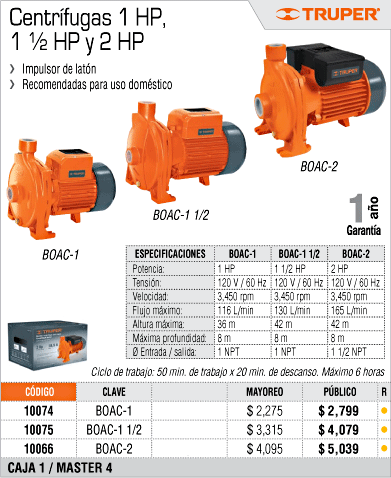 Centrífugas 1 HP,
1 ½ HP y 2 HP
TRUPER®
❯ Impulsor de latón
❯ Recomendadas para uso doméstico
BOAC-2
BOAC-1 1/2
BOAC-1
1 año
Garantía
ESPECIFICACIONES BOAC-1 BOAC-1 1/2 BOAC-2
Potencia: 1 HP 1 1/2 HP 2 HP
Tensión: 120 V / 60 Hz 120 V / 60 Hz 120 V / 60 Hz
Velocidad: 3,450 rpm 3,450 rpm 3,450 rpm
Flujo máximo: 116 L/min 130 L/min 165 L/min
Altura máxima: 36 m 42 m 42 m
Máxima profundidad: 8 m 8 m 8 m
Ø Entrada / salida: 1 NPT 1 NPT 1 1/2 NPT
Ciclo de trabajo: 50 min. de trabajo x 20 min. de descanso. Máximo 6 horas
CÓDIGO CLAVE MAYOREO PÚBLICO R
10074 BOAC-1 $ 2,275 $ 2,799
10075 BOAC-1 1/2 $ 3,315 $ 4,079
10066 BOAC-2 $ 4,095 $ 5,039
CAJA 1 / MASTER 4